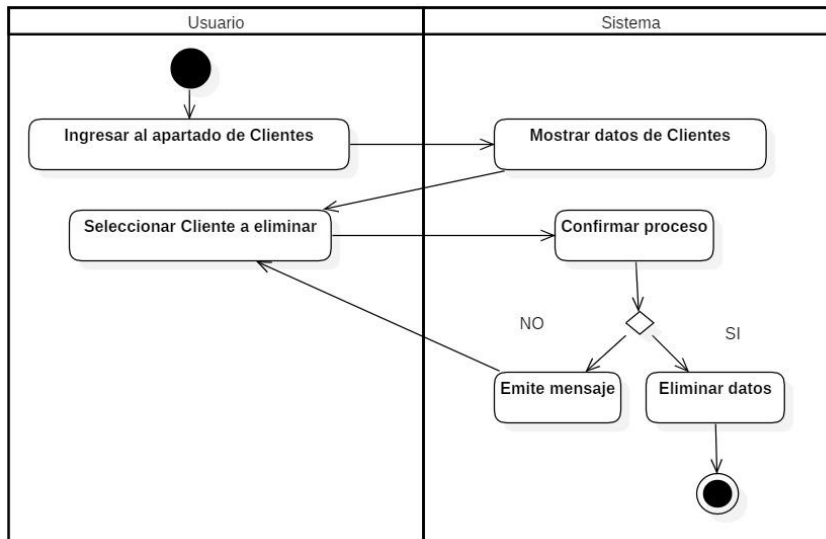 Usuario
Sistema
Ingresar al apartado de Clientes
Mostrar datos de Clientes
Seleccionar Cliente a eliminar
Confirmar proceso
NO
SI
Emite mensaje
Eliminar datos